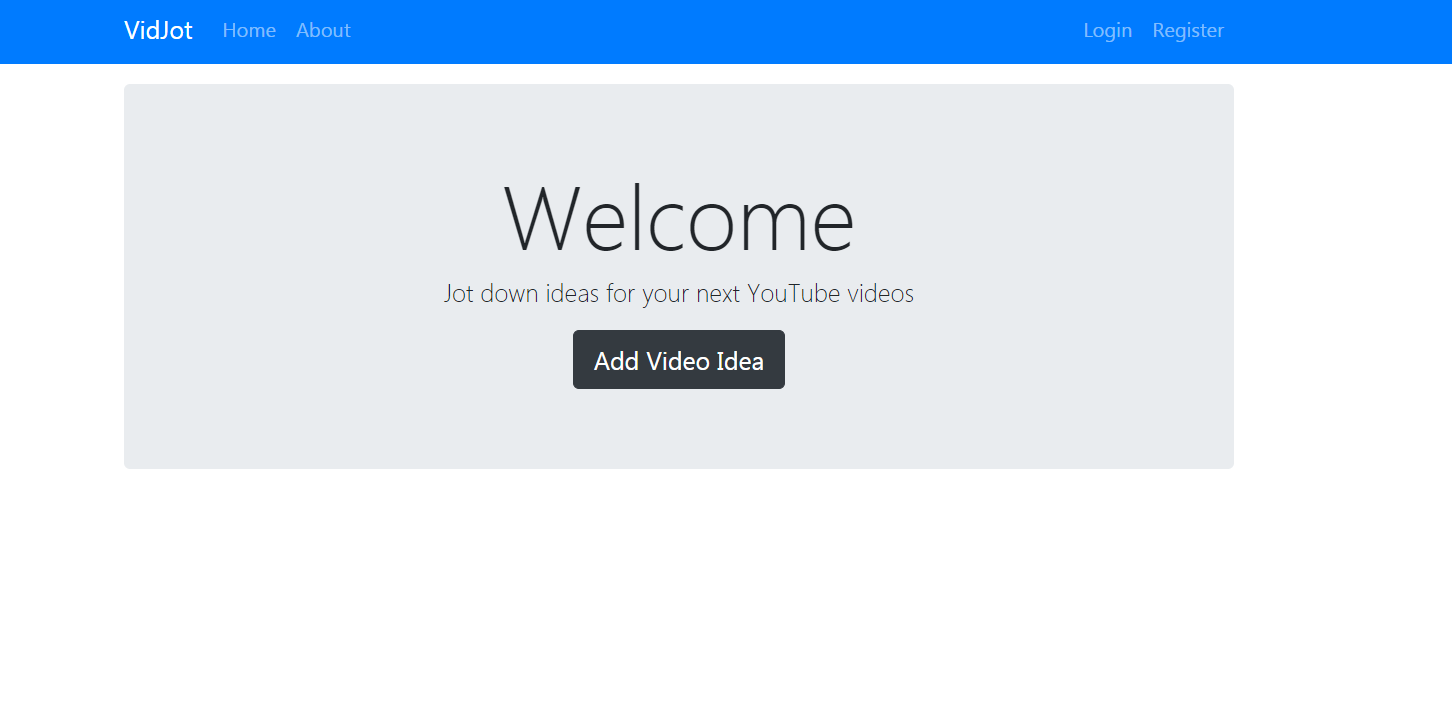 VidJot Home About Login Register
Welcome
Jot down ideas for your next YouTube videos
Add Video Idea